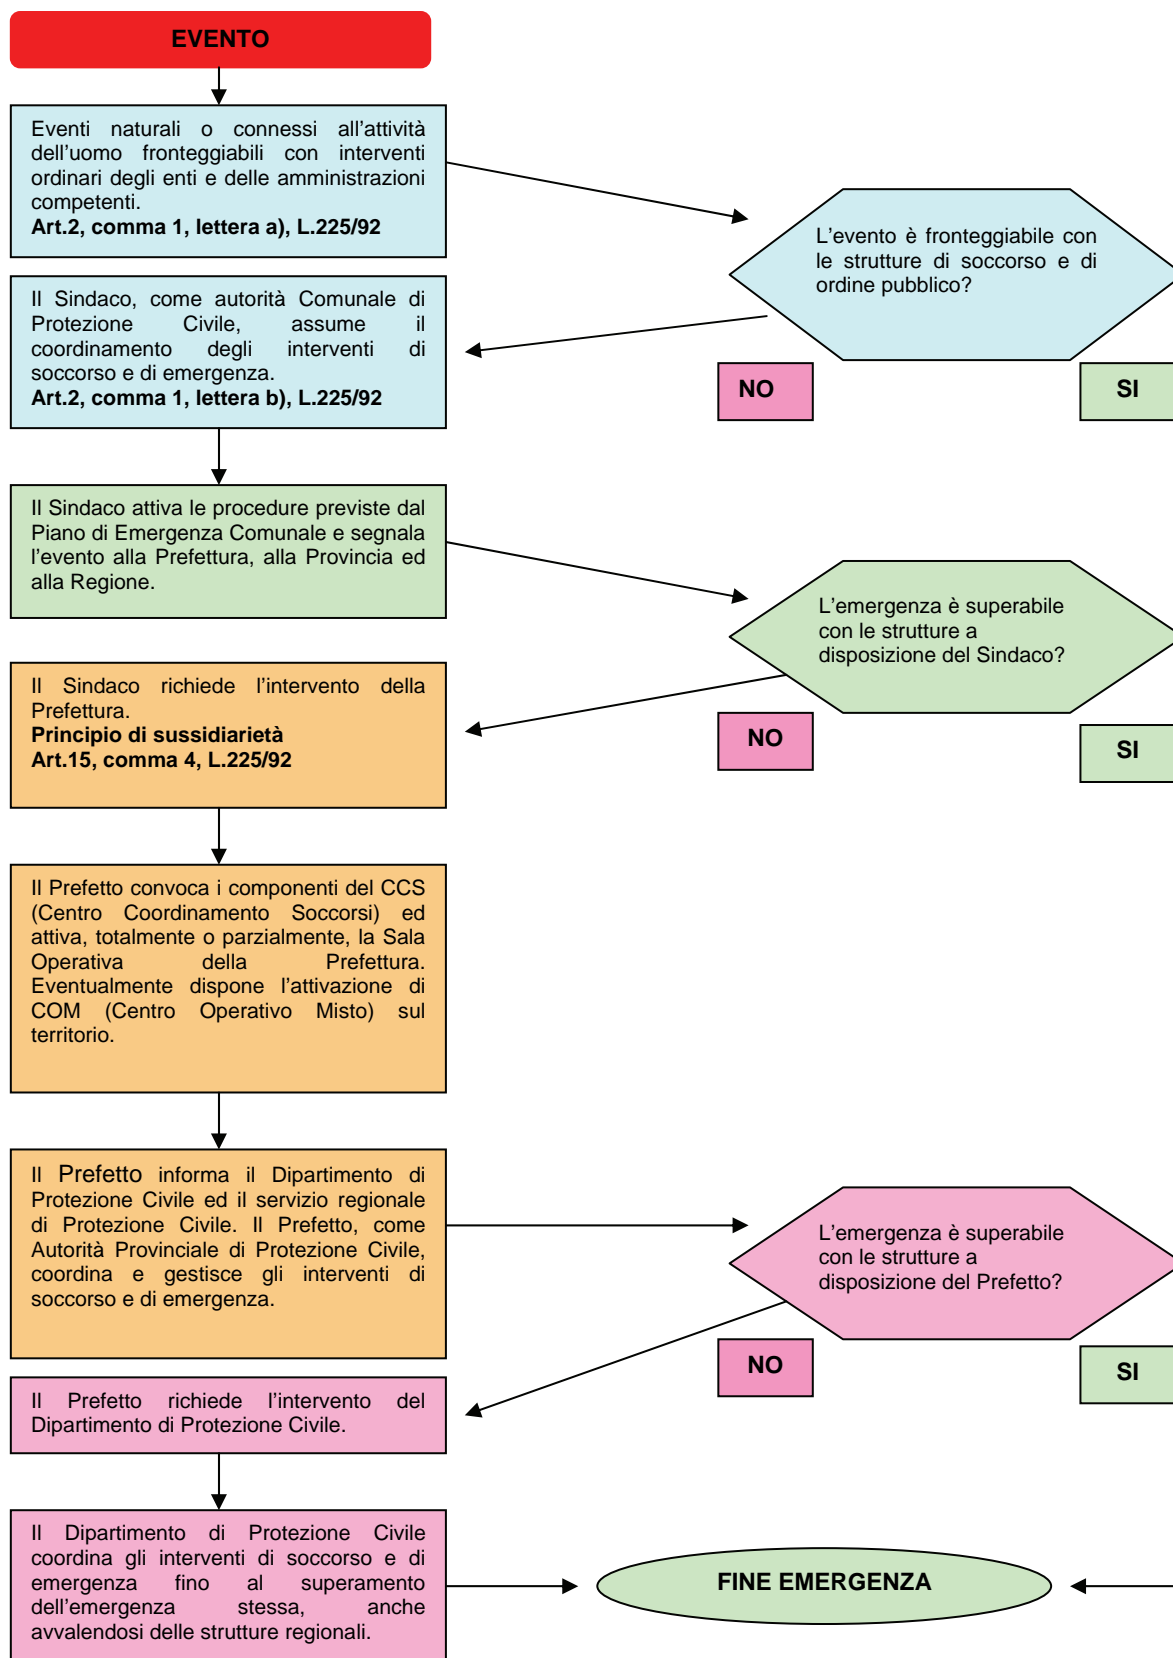 EVENTO
Eventi naturali o connessi all’attività
dell’uomo fronteggiabili con interventi
ordinari degli enti e delle amministrazioni
competenti.
Art.2, comma 1, lettera a), L.225/92
L’evento è fronteggiabile con
le strutture di soccorso e di
ordine pubblico?
Il Sindaco, come autorità Comunale di
Protezione Civile, assume il
coordinamento degli interventi di
soccorso e di emergenza.
Art.2, comma 1, lettera b), L.225/92
NO
SI
Il Sindaco attiva le procedure previste dal
Piano di Emergenza Comunale e segnala
l’evento alla Prefettura, alla Provincia ed
alla Regione.
L’emergenza è superabile
con le strutture a
disposizione del Sindaco?
Il Sindaco richiede l’intervento della
Prefettura.
Principio di sussidiarietà
Art.15, comma 4, L.225/92
NO
SI
Il Prefetto convoca i componenti del CCS
(Centro Coordinamento Soccorsi) ed
attiva, totalmente o parzialmente, la Sala
Operativa della Prefettura.
Eventualmente dispone l’attivazione di
COM (Centro Operativo Misto) sul
territorio.
Il Prefetto informa il Dipartimento di
Protezione Civile ed il servizio regionale
di Protezione Civile. Il Prefetto, come
Autorità Provinciale di Protezione Civile,
coordina e gestisce gli interventi di
soccorso e di emergenza.
L’emergenza è superabile
con le strutture a
disposizione del Prefetto?
NO
SI
Il Prefetto richiede l’intervento del
Dipartimento di Protezione Civile.
Il Dipartimento di Protezione Civile
coordina gli interventi di soccorso e di
emergenza fino al superamento
dell’emergenza stessa, anche
avvalendosi delle strutture regionali.
FINE EMERGENZA